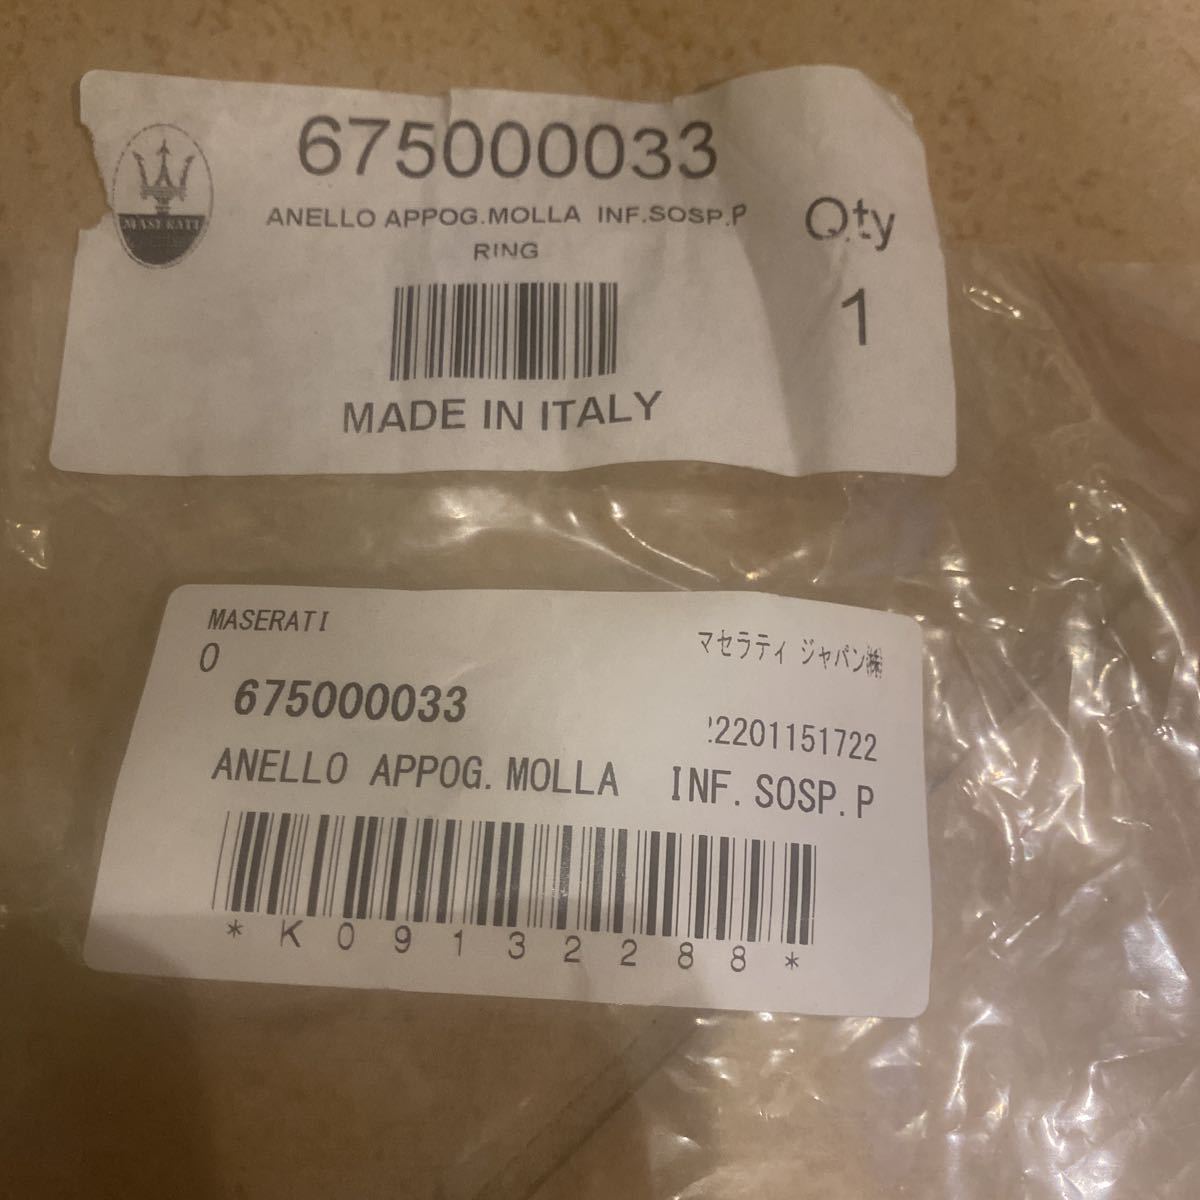 675000033
MASERATI
ANELLO APPOG.MOLLA INF.SOSP.P
RING
Qty
1
MADE IN ITALY
MASERATI
マセラティ ジャパン㈱
0
675000033
2201151722
ANELLO APPOG.MOLLA INF.SOSP.P
*K09132288*